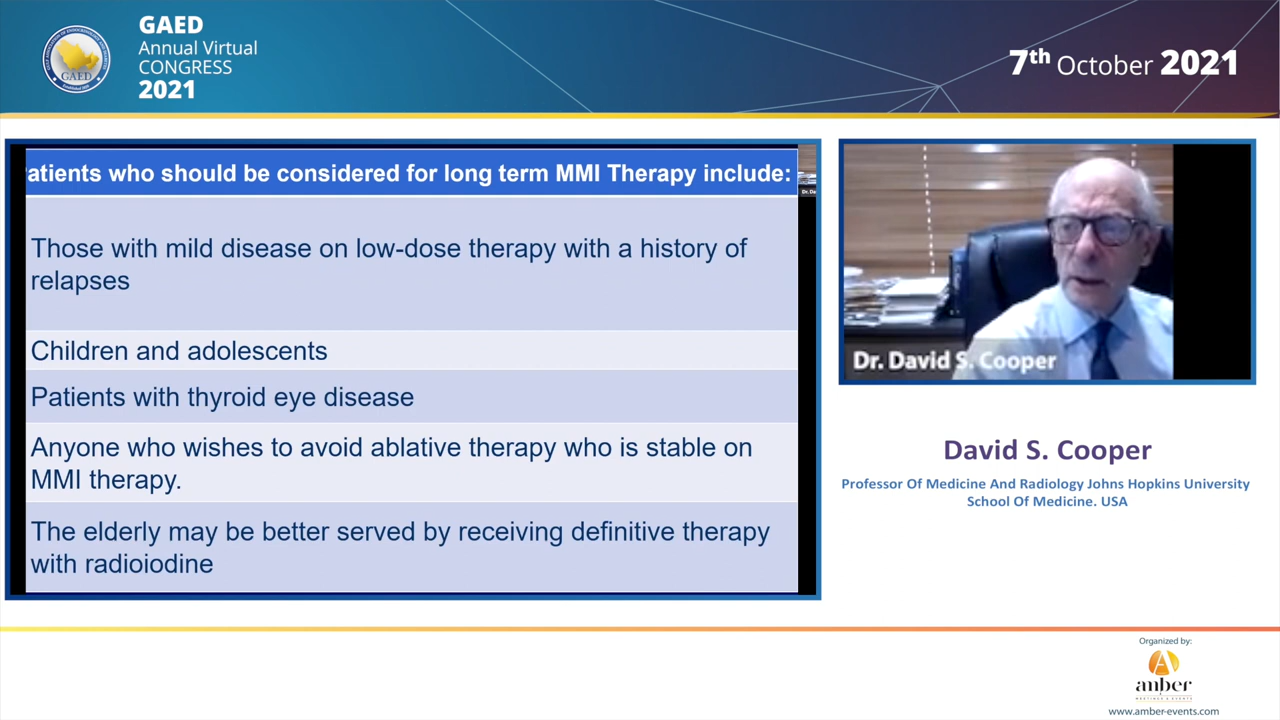 GAED
Annual Virtual
CONGRESS
2021
7th October 2021
GAED
atients who should be considered for long term MMI Therapy include:
Those with mild disease on low-dose therapy with a history of
relapses
Children and adolescents
Patients with thyroid eye disease
Anyone who wishes to avoid ablative therapy who is stable on
MMI therapy.
The elderly may be better served by receiving definitive therapy
with radioiodine
Dr. Da
Dr. David S. Cooper
David S. Cooper
Professor Of Medicine And Radiology Johns Hopkins University
School Of Medicine. USA
Organized by:
anber
www.amber-events.com